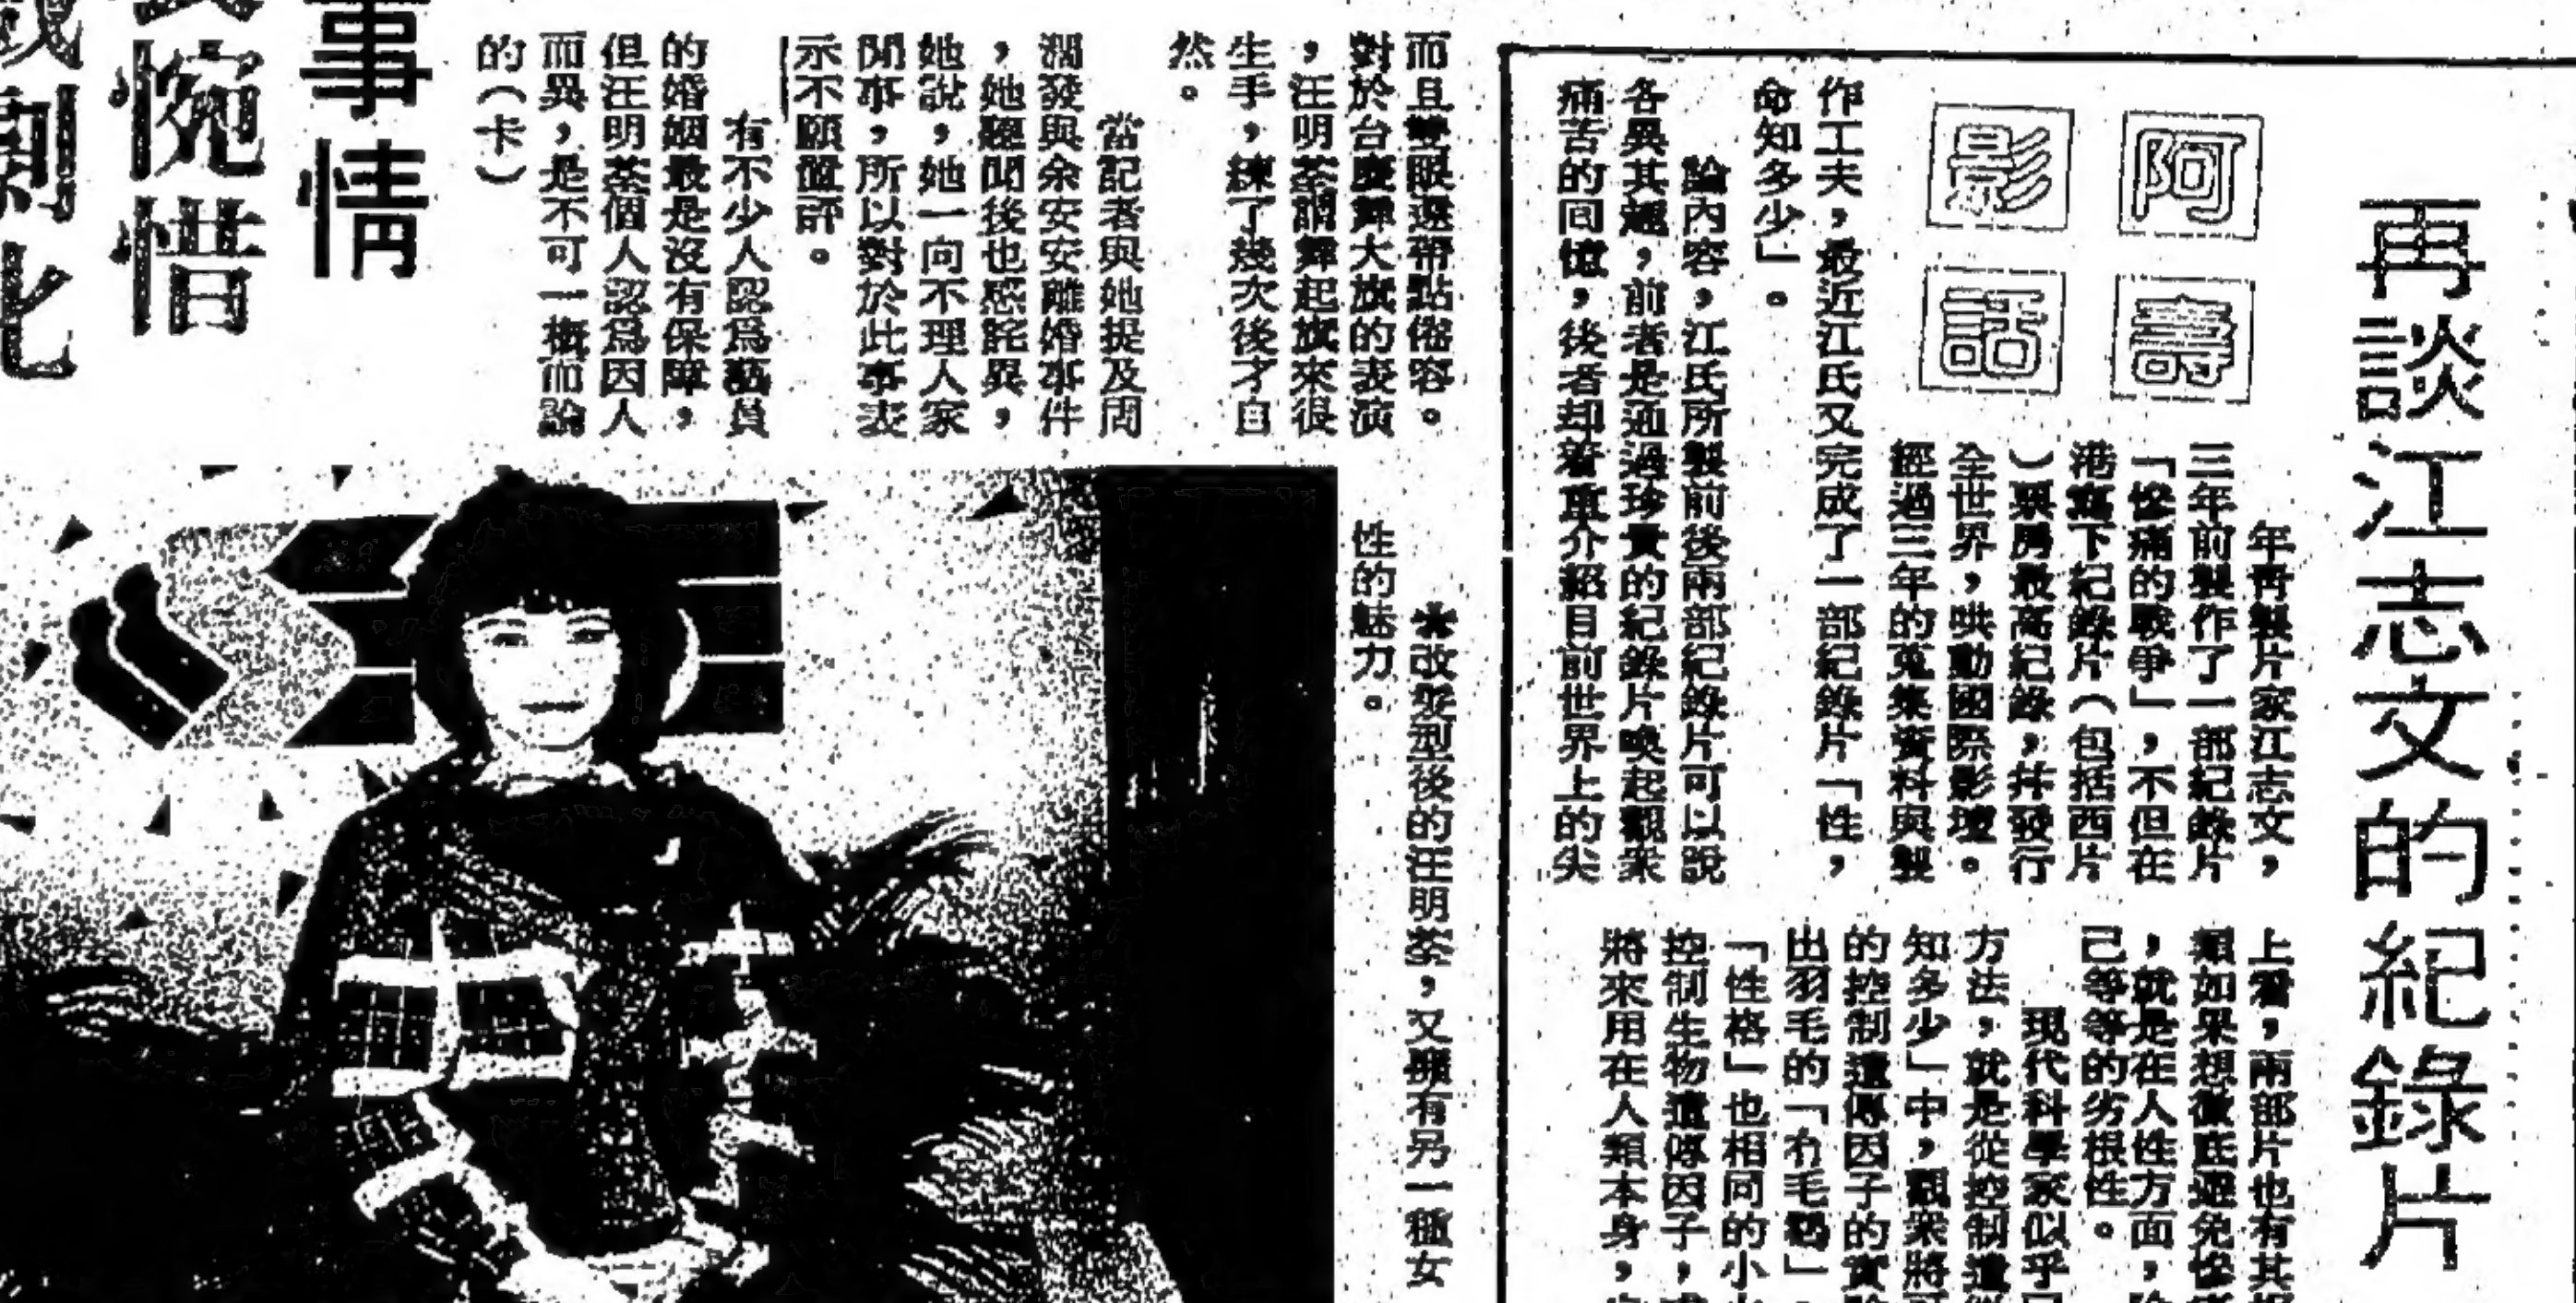 再談江志文的紀錄片
阿壽
影話
年青製片家江志文，
三年前製作了一部紀錄片
「慘痛的戰爭」，不但在
港寫下紀錄片（包括西片
）票房最高紀錄，并發行
全世界，哄動國際影壇。
經過三年的蒐集資料與製
作工夫，最近江氏又完成了一部紀錄片「性，
命知多少」。
論內容，江氏所製前後兩部紀錄片可以說
各異其趣，前者是通過珍貴的紀錄片喚起觀衆
痛苦的回憶，後者却着重介紹目前世界上的尖
上看，兩部片也有其
類如果想徹底避免慘
，就是在人性方面，
己等等的劣根性。
現代科學家似乎
方法，就是從控制遺
知多少」中，觀衆將
的控制遺傳因子的實
出羽毛的「冇毛鷄」
「性格」也相同的小
控制生物遺傳因子，
將來用在人類本身，
而且雙眼還帶點倦容。
對於台慶舞大旗的表演
，汪明荃謂舞起旗來很
生手，練了幾次後才自
然。
當記者與她提及周
潤發與余安安離婚事件
，她聽聞後也感詫異，
她說，她一向不理人家
閒事，所以對於此事表
示不願置評。
有不少人認爲藝員
的婚姻最是沒有保障，
但汪明荃個人認爲因人
而異，是不可一概而論
的（卡）
＊改髮型後的汪明荃，又擁有另一種女
性的魅力。
事情
惋惜
劇化